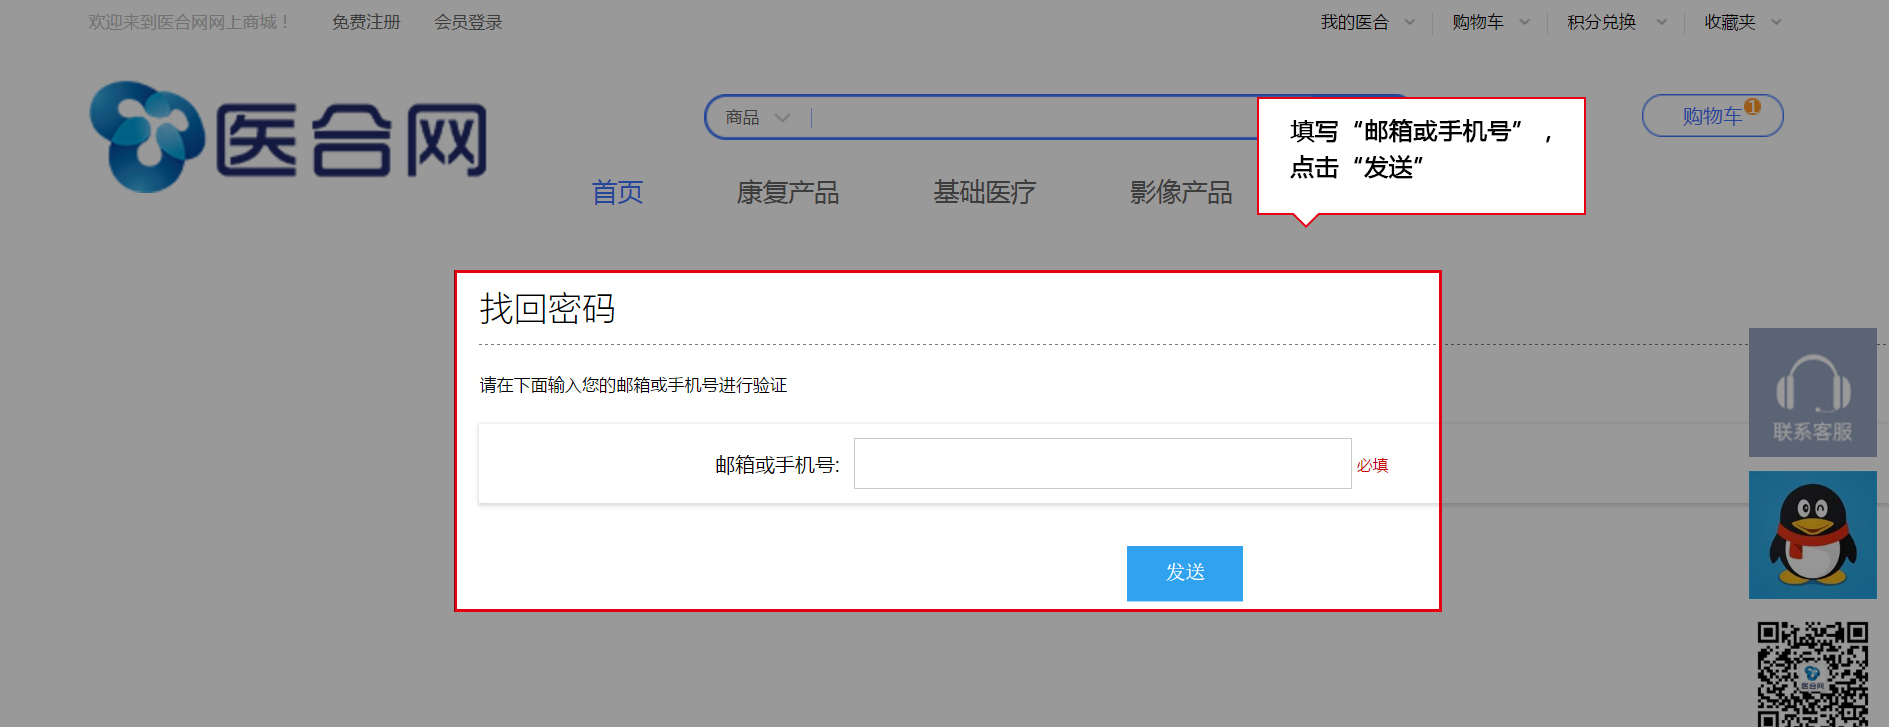 欢迎来到医合网网上商城！ 免费注册 会员登录 我的医合 购物车 积分兑换 收藏夹
医合网
商品
购物车 1
填写“邮箱或手机号”，
点击“发送”
首页 康复产品 基础医疗 影像产品
找回密码
请在下面输入您的邮箱或手机号进行验证
邮箱或手机号: 必填
发送
联系客服
医合网